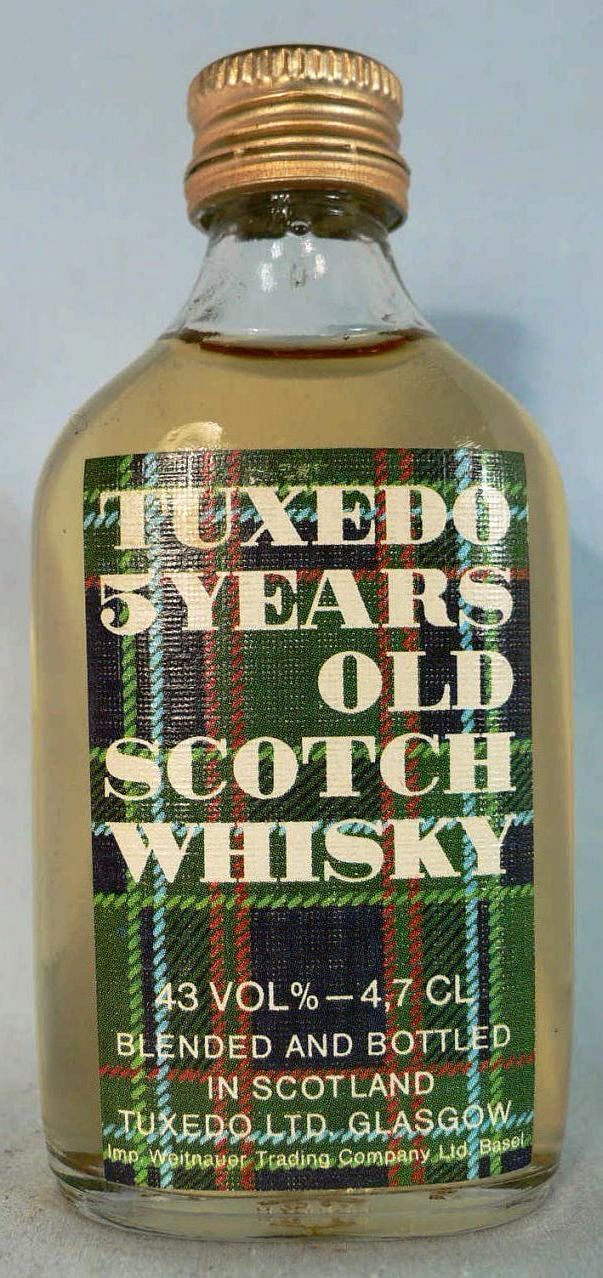 TUXEDO
5 YEARS
OLD
SCOTCH
WHISKY
43 VOL% – 4,7 CL
BLENDED AND BOTTLED
IN SCOTLAND
TUXEDO LTD. GLASGOW
Imp. Weitnauer Trading Company Ltd. Basel